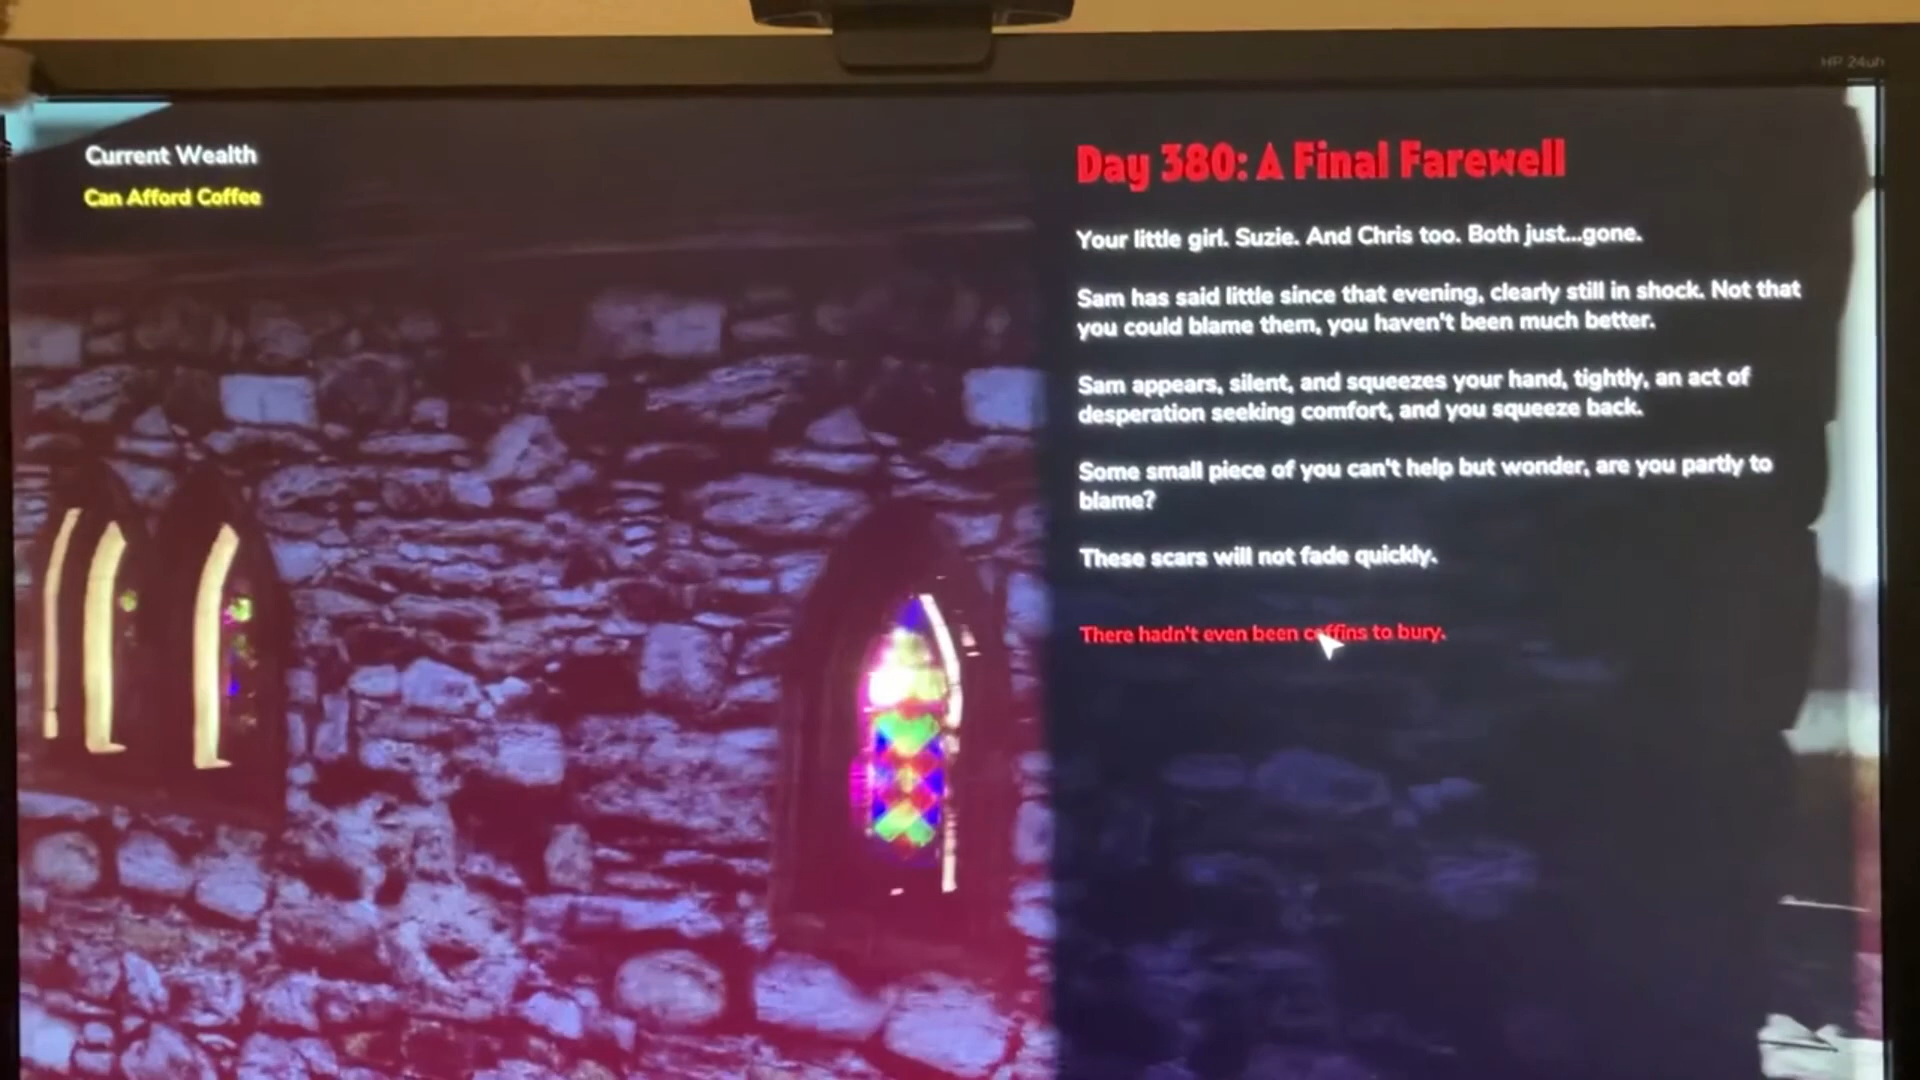 HP 24uh
Current Wealth
Can Afford Coffee
Day 380: A Final Farewell
Your little girl. Suzie. And Chris too. Both just...gone.
Sam has said little since that evening, clearly still in shock. Not that
you could blame them, you haven't been much better.
Sam appears, silent, and squeezes your hand, tightly, an act of
desperation seeking comfort, and you squeeze back.
Some small piece of you can't help but wonder, are you partly to
blame?
These scars will not fade quickly.
There hadn't even been coffins to bury.